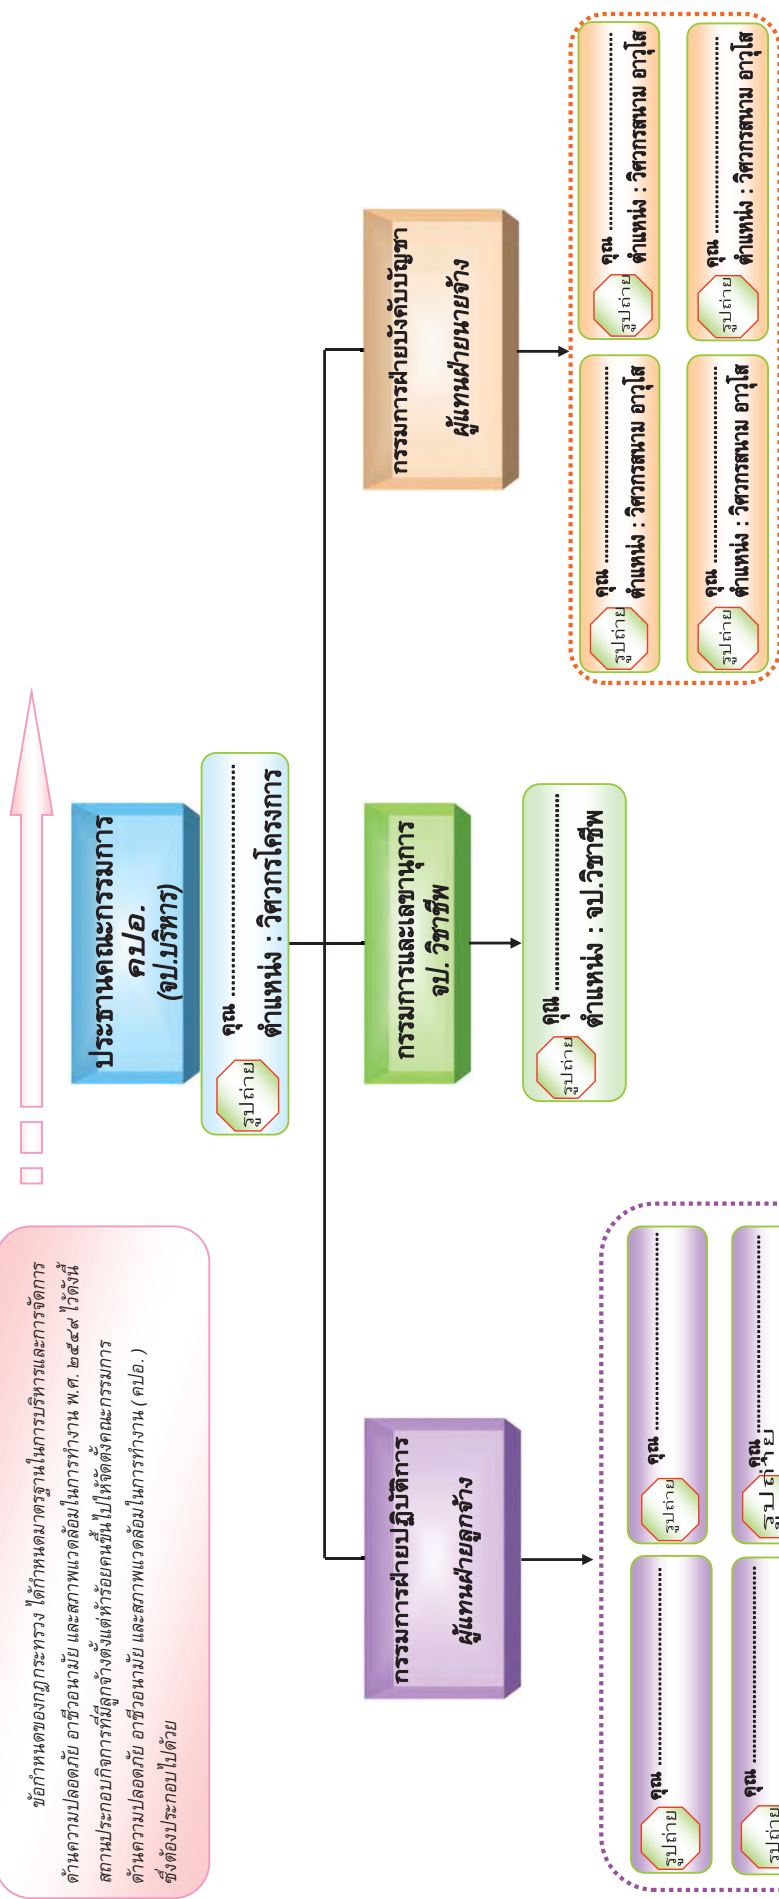 ข้อกำหนดของกฎกระทรวง ได้กำหนดมาตรฐานในการบริหารและการจัดการ
ด้านความปลอดภัย อาชีวอนามัย และสภาพแวดล้อมในการทำงาน พ.ศ. ๒๕๔๙ ไว้ดังนี้
สถานประกอบกิจการที่มีลูกจ้างตั้งแต่ห้าร้อยคนขึ้นไปให้จัดตั้งคณะกรรมการ
ด้านความปลอดภัย อาชีวอนามัย และสภาพแวดล้อมในการทำงาน ( คปอ. )
ซึ่งต้องประกอบไปด้วย
ประธานคณะกรรมการ
คปอ.
(จป.บริหาร)
รูปถ่าย
คุณ ........................................
ตำแหน่ง : วิศวกรโครงการ
กรรมการฝ่ายปฏิบัติการ
ผู้แทนฝ่ายลูกจ้าง
กรรมการและเลขานุการ
จป. วิชาชีพ
กรรมการฝ่ายบังคับบัญชา
ผู้แทนฝ่ายนายจ้าง
รูปถ่าย
คุณ ........................................
รูปถ่าย
คุณ ........................................
รูปถ่าย
คุณ ........................................
รูปถ่าย
คุณ ........................................
รูปถ่าย
คุณ ........................................
ตำแหน่ง : จป.วิชาชีพ
รูปถ่าย
คุณ ........................................
ตำแหน่ง : วิศวกรสนาม อาวุโส
รูปถ่าย
คุณ ........................................
ตำแหน่ง : วิศวกรสนาม อาวุโส
รูปถ่าย
คุณ ........................................
ตำแหน่ง : วิศวกรสนาม อาวุโส
รูปถ่าย
คุณ ........................................
ตำแหน่ง : วิศวกรสนาม อาวุโส